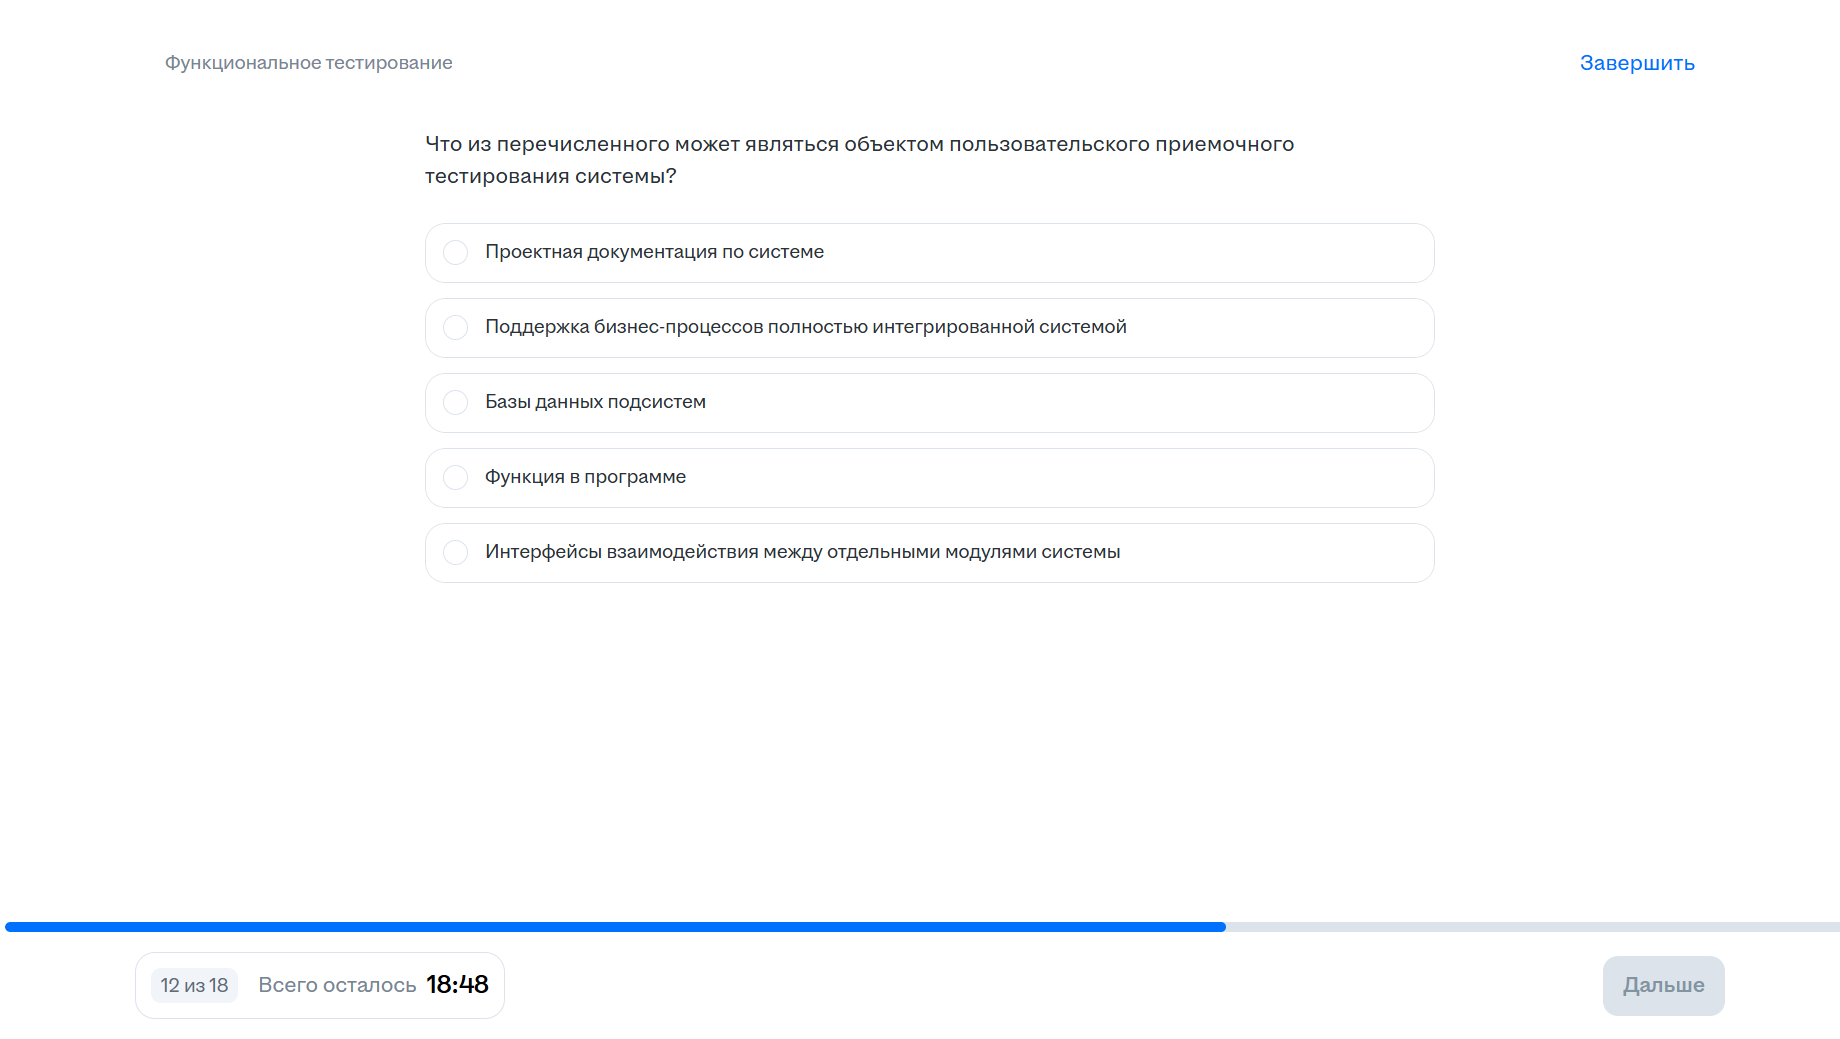 Функциональное тестирование
Завершить
Что из перечисленного может являться объектом пользовательского приемочного
тестирования системы?
Проектная документация по системе
Поддержка бизнес-процессов полностью интегрированной системой
Базы данных подсистем
Функция в программе
Интерфейсы взаимодействия между отдельными модулями системы
12 из 18
Всего осталось 18:48
Дальше